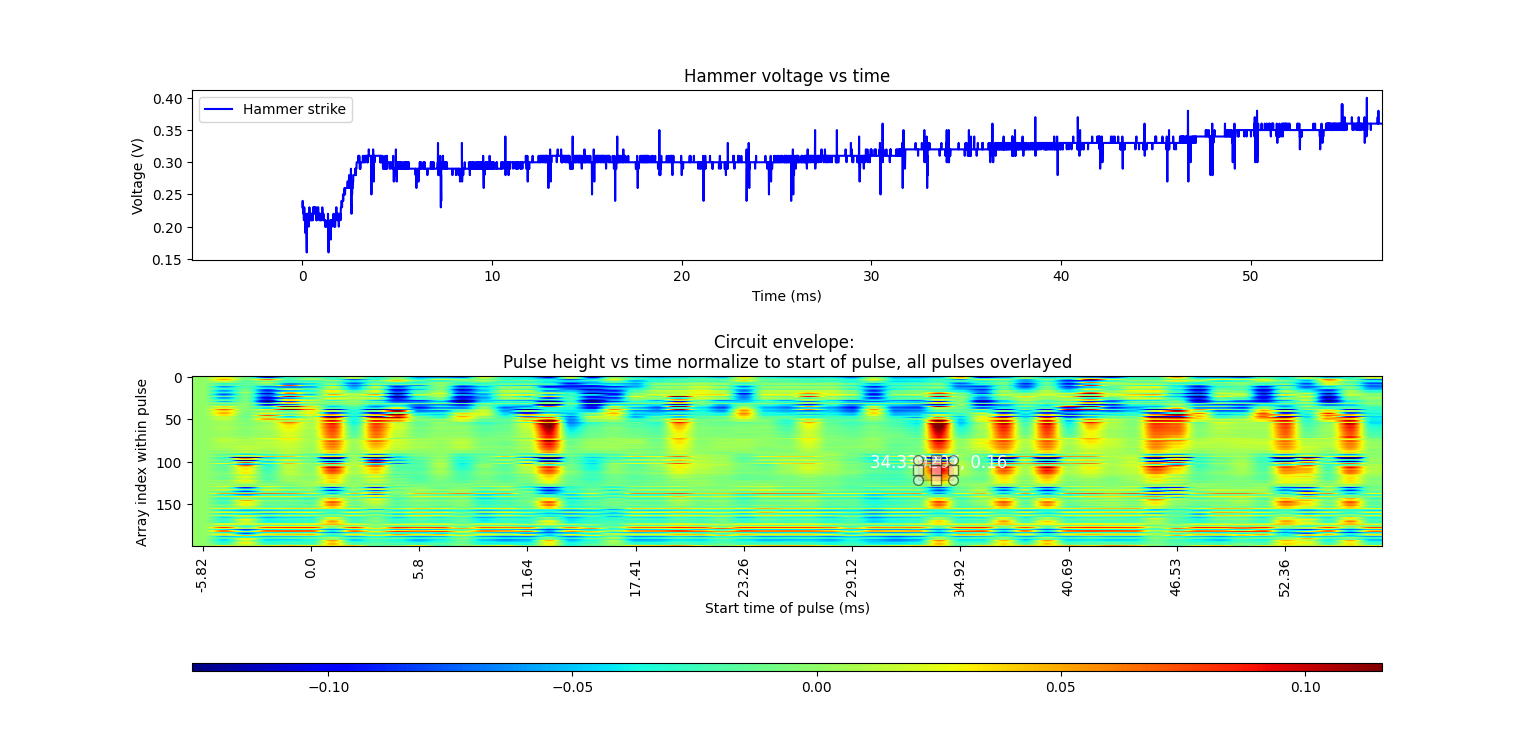 Hammer voltage vs time
0.40
0.35
0.30
0.25
0.20
0.15
Voltage (V)
Hammer strike
0 10 20 30 40 50
Time (ms)
Circuit envelope:
Pulse height vs time normalize to start of pulse, all pulses overlayed
0
50
100
150
Array index within pulse
0.16
-5.82 0.0 5.8 11.64 17.41 23.26 29.12 34.92 40.69 46.53 52.36
Start time of pulse (ms)
−0.10 −0.05 0.00 0.05 0.10